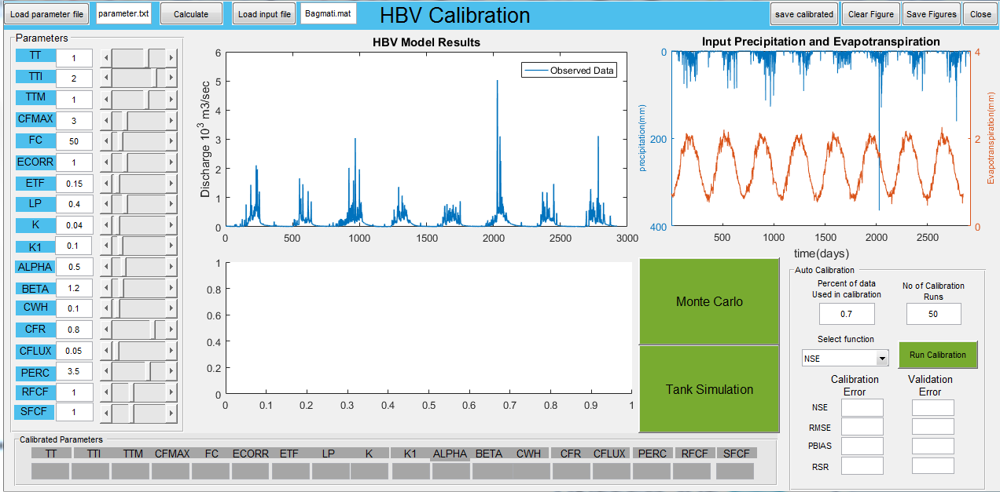 Load parameter file parameter.txt Calculate Load input file Bagmati.mat HBV Calibration save calibrated Clear Figure Save Figures Close
Parameters
TT 1
TTI 2
TTM 1
CFMAX 3
FC 50
ECORR 1
ETF 0.15
LP 0.4
K 0.04
K1 0.1
ALPHA 0.5
BETA 1.2
CWH 0.1
CFR 0.8
CFLUX 0.05
PERC 3.5
RFCF 1
SFCF 1
HBV Model Results
Observed Data
Discharge 10³ m3/sec
6
5
4
3
2
1
0
0 500 1000 1500 2000 2500 3000
Input Precipitation and Evapotranspiration
precipitation(mm)
0
200
400
Evapotranspiration(mm)
4
2
0
500 1000 1500 2000 2500
time(days)
1
0.8
0.6
0.4
0.2
0
0 0.1 0.2 0.3 0.4 0.5 0.6 0.7 0.8 0.9 1
Monte Carlo
Tank Simulation
Auto Calibration
Percent of data
Used in calibration
0.7
No of Calibration
Runs
50
Select function
NSE
Run Calibration
Calibration
Error
Validation
Error
NSE
RMSE
PBIAS
RSR
Calibrated Parameters
TT TTI TTM CFMAX FC ECORR ETF LP K K1 ALPHA BETA CWH CFR CFLUX PERC RFCF SFCF